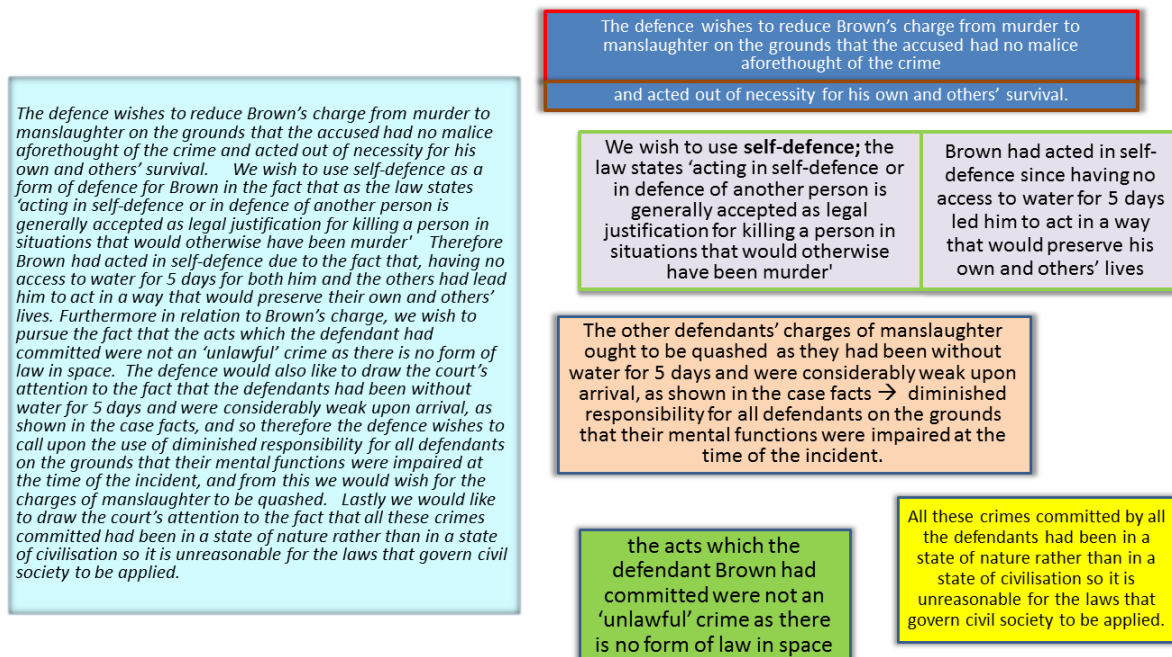 The defence wishes to reduce Brown’s charge from murder to
manslaughter on the grounds that the accused had no malice
aforethought of the crime and acted out of necessity for his
own and others’ survival. We wish to use self-defence as a
form of defence for Brown in the fact that as the law states
‘acting in self-defence or in defence of another person is
generally accepted as legal justification for killing a person in
situations that would otherwise have been murder' Therefore
Brown had acted in self-defence due to the fact that, having no
access to water for 5 days for both him and the others had lead
him to act in a way that would preserve their own and others’
lives. Furthermore in relation to Brown’s charge, we wish to
pursue the fact that the acts which the defendant had
committed were not an ‘unlawful’ crime as there is no form of
law in space. The defence would also like to draw the court’s
attention to the fact that the defendants had been without
water for 5 days and were considerably weak upon arrival, as
shown in the case facts, and so therefore the defence wishes to
call upon the use of diminished responsibility for all defendants
on the grounds that their mental functions were impaired at
the time of the incident, and from this we would wish for the
charges of manslaughter to be quashed. Lastly we would like
to draw the court’s attention to the fact that all these crimes
committed had been in a state of nature rather than in a state
of civilisation so it is unreasonable for the laws that govern civil
society to be applied.
The defence wishes to reduce Brown’s charge from murder to
manslaughter on the grounds that the accused had no malice
aforethought of the crime
and acted out of necessity for his own and others’ survival.
We wish to use self-defence; the
law states ‘acting in self-defence or
in defence of another person is
generally accepted as legal
justification for killing a person in
situations that would otherwise
have been murder'
Brown had acted in self-
defence since having no
access to water for 5 days
led him to act in a way
that would preserve his
own and others’ lives
The other defendants’ charges of manslaughter
ought to be quashed as they had been without
water for 5 days and were considerably weak upon
arrival, as shown in the case facts → diminished
responsibility for all defendants on the grounds
that their mental functions were impaired at the
time of the incident.
the acts which the
defendant Brown had
committed were not an
‘unlawful’ crime as there
is no form of law in space
All these crimes committed by all
the defendants had been in a
state of nature rather than in a
state of civilisation so it is
unreasonable for the laws that
govern civil society to be applied.